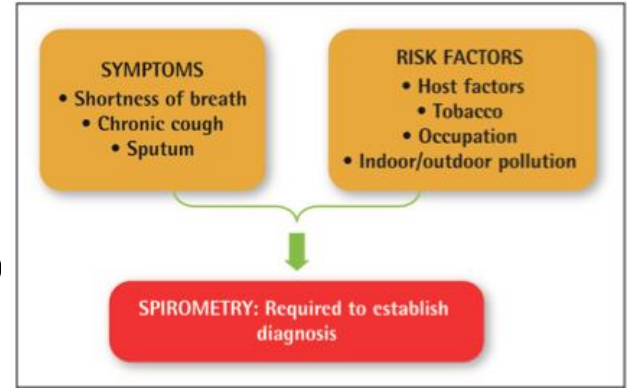 SYMPTOMS
• Shortness of breath
• Chronic cough
• Sputum
RISK FACTORS
• Host factors
• Tobacco
• Occupation
• Indoor/outdoor pollution
SPIROMETRY: Required to establish
diagnosis